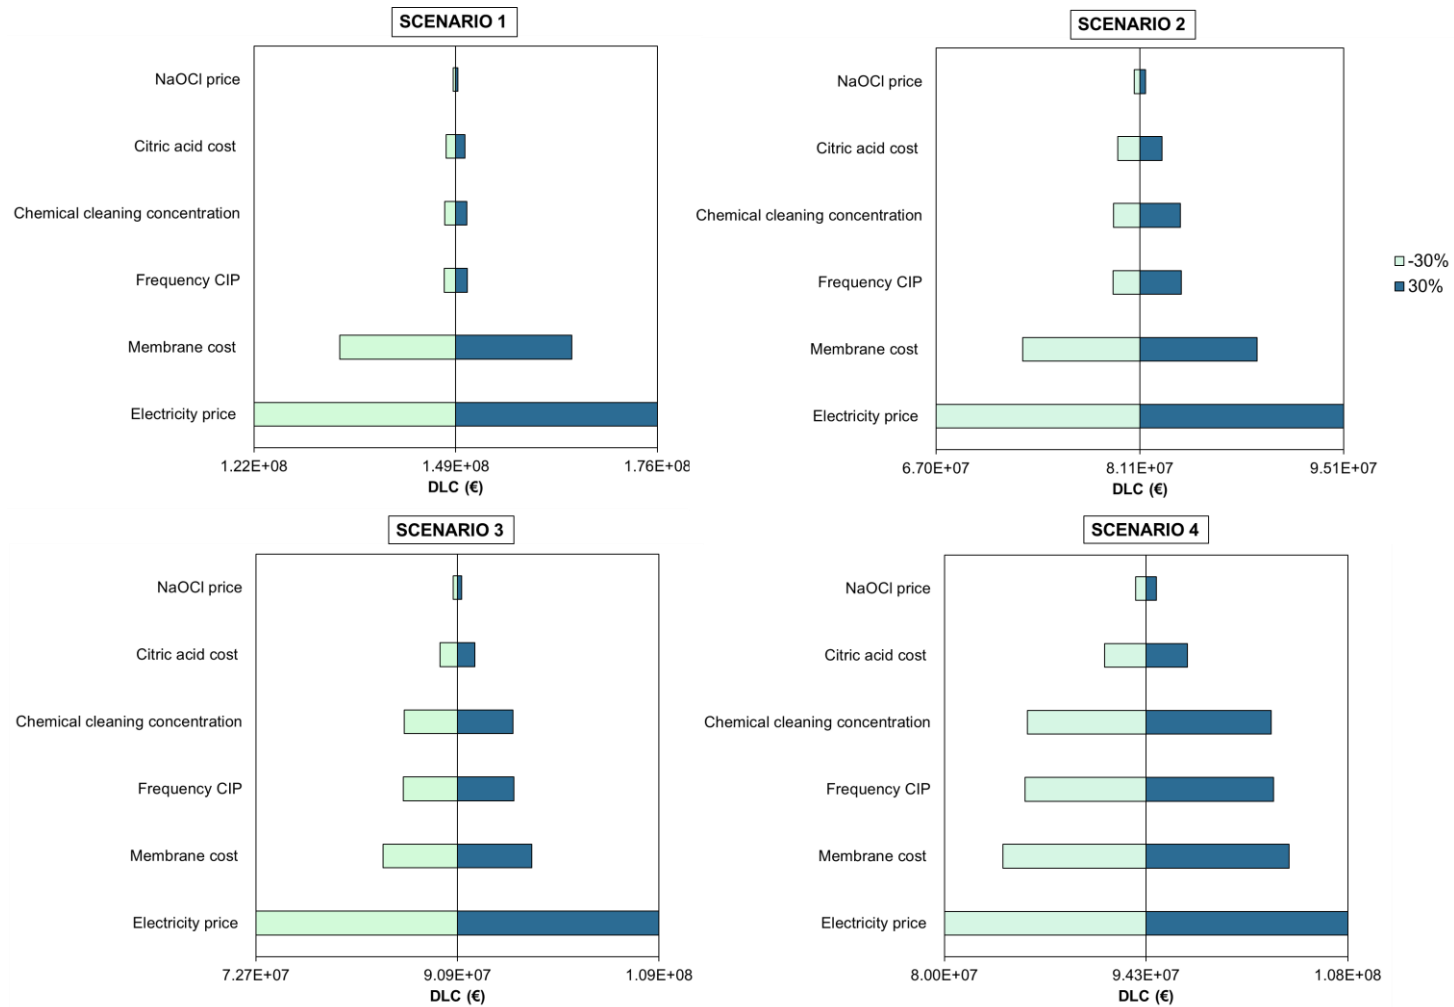 SCENARIO 1
NaOCl price
Citric acid cost
Chemical cleaning concentration
Frequency CIP
Membrane cost
Electricity price
1.22E+08 1.49E+08 1.76E+08
DLC (€)
SCENARIO 2
NaOCl price
Citric acid cost
Chemical cleaning concentration
Frequency CIP
Membrane cost
Electricity price
6.70E+07 8.11E+07 9.51E+07
DLC (€)
-30%
30%
SCENARIO 3
NaOCl price
Citric acid cost
Chemical cleaning concentration
Frequency CIP
Membrane cost
Electricity price
7.27E+07 9.09E+07 1.09E+08
DLC (€)
SCENARIO 4
NaOCl price
Citric acid cost
Chemical cleaning concentration
Frequency CIP
Membrane cost
Electricity price
8.00E+07 9.43E+07 1.08E+08
DLC (€)